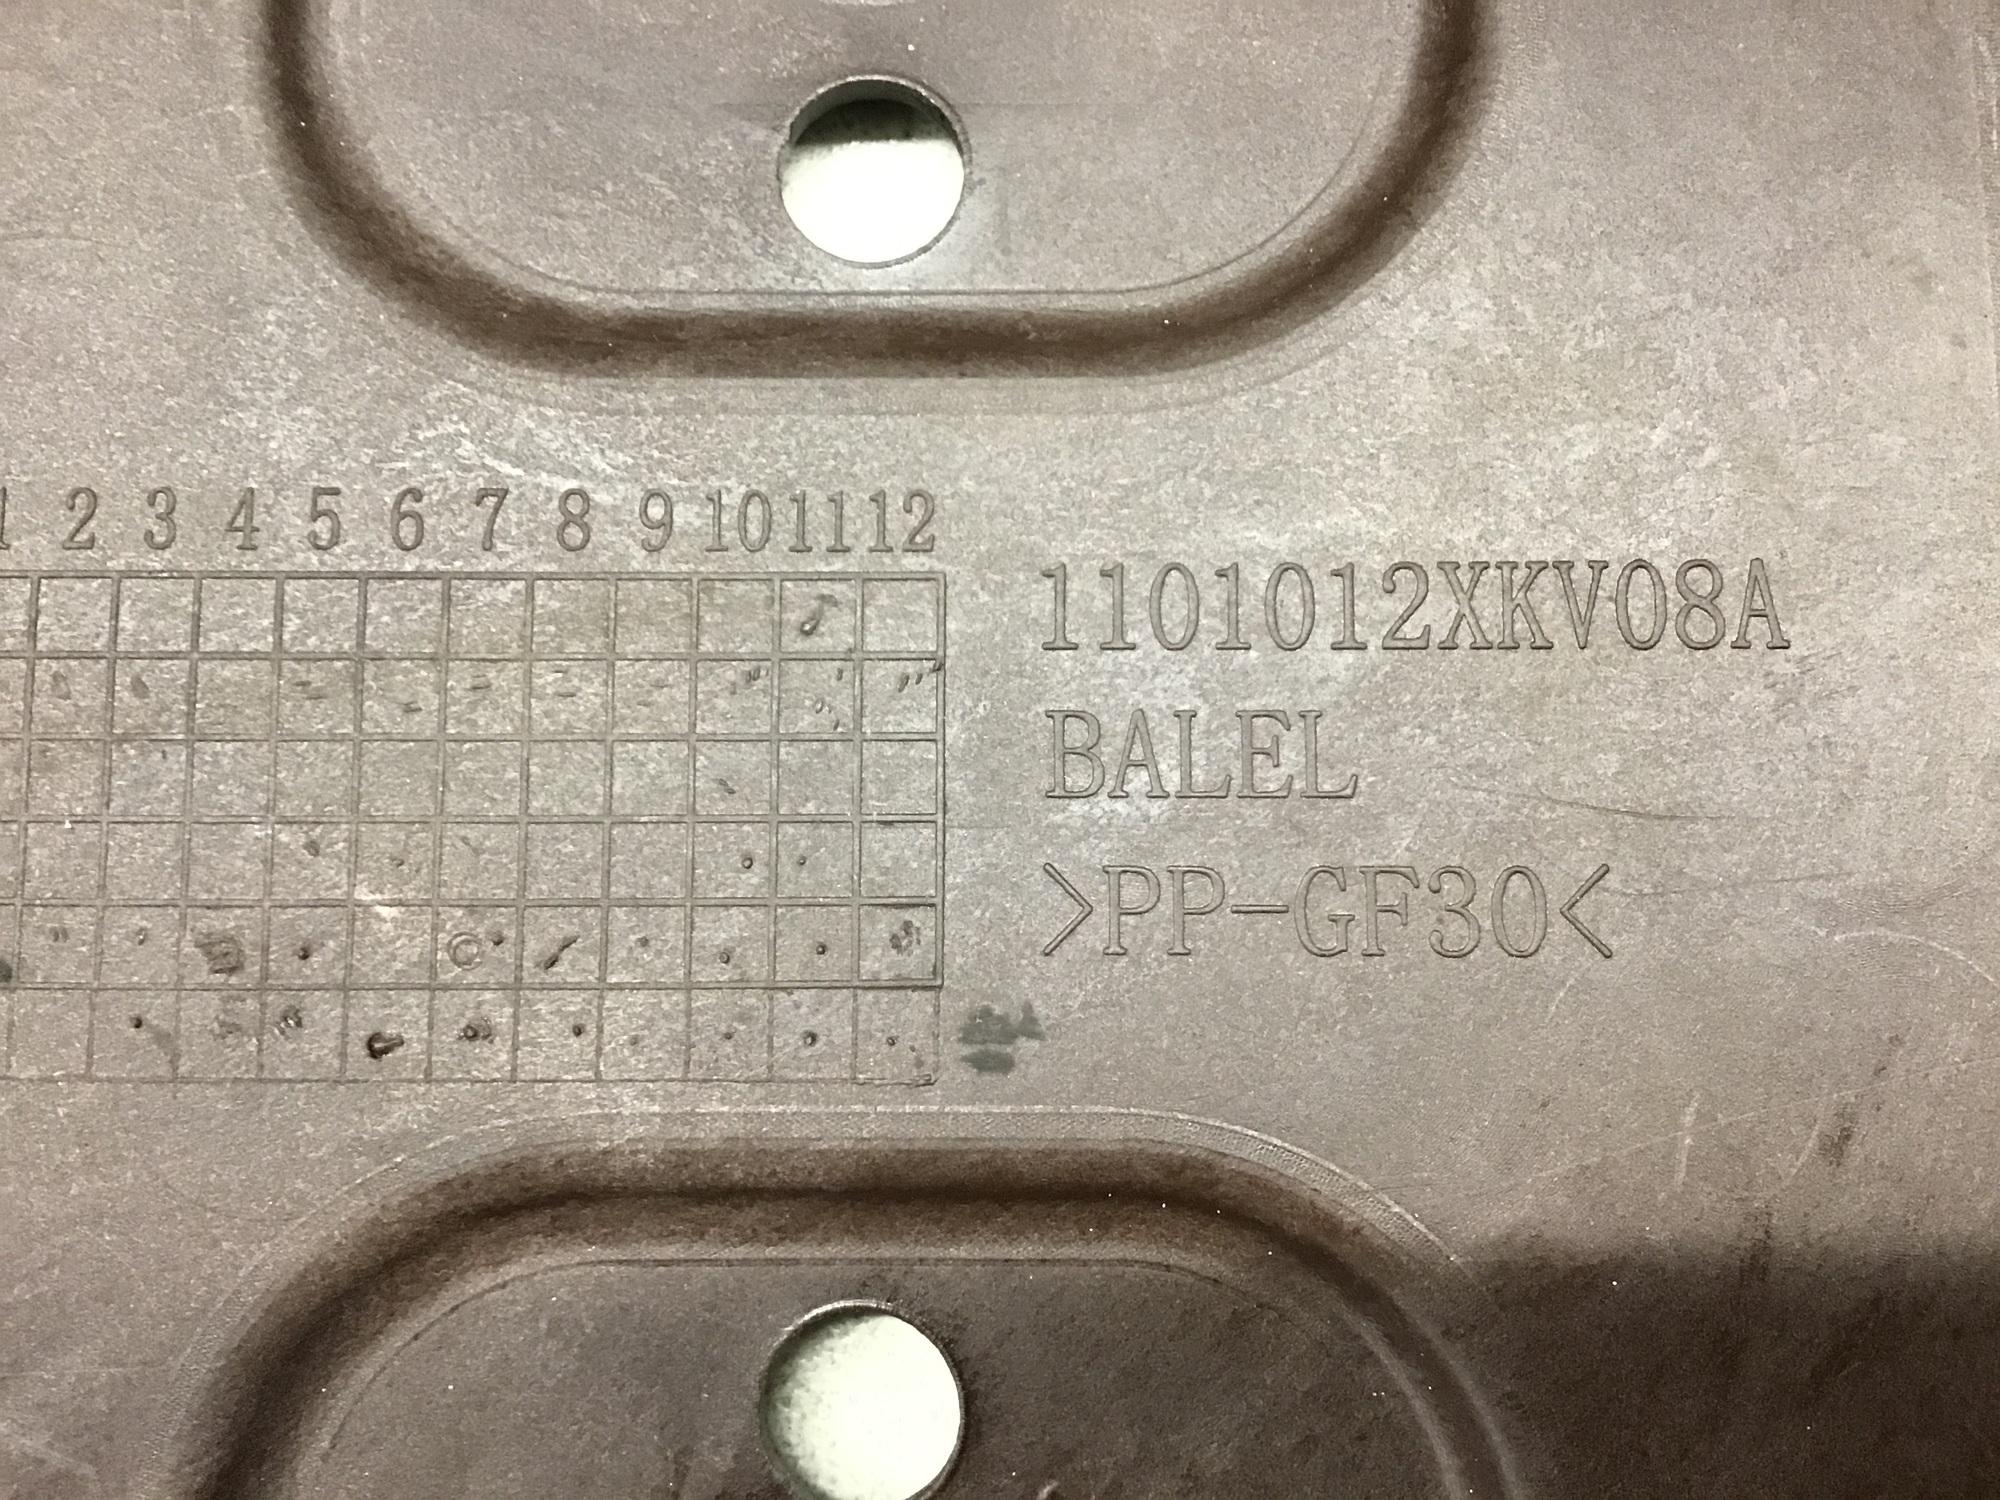 1 2 3 4 5 6 7 8 9 10 11 12
1101012XKV08A
BALEL
>PP-GF30<